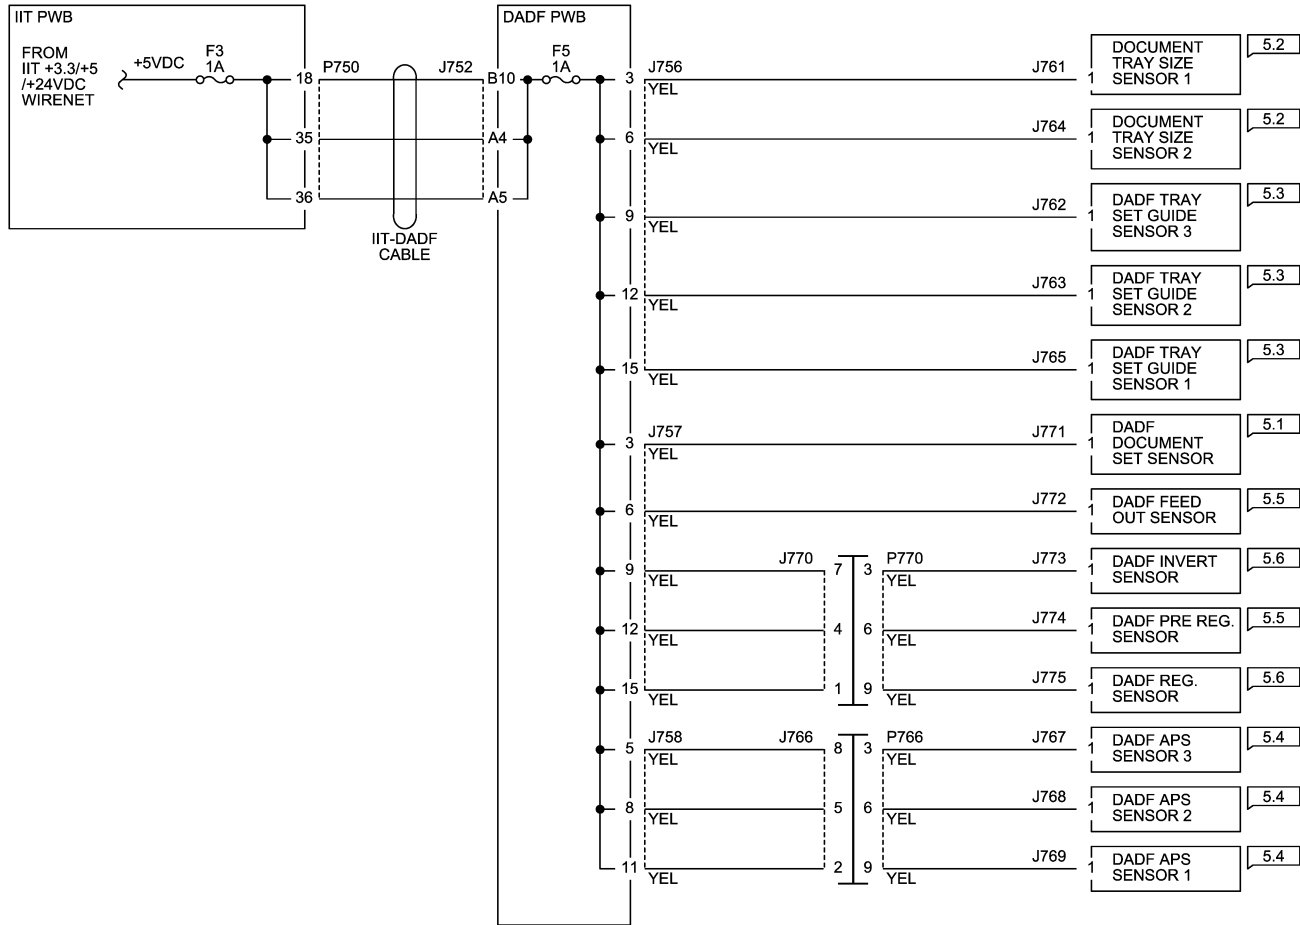 IIT PWB
FROM
IIT +3.3/+5
/+24VDC
WIRENET
+5VDC
F3
1A
18
35
36
P750
J752
IIT-DADF
CABLE
DADF PWB
B10
A4
A5
F5
1A
3 J756 YEL J761 1
DOCUMENT
TRAY SIZE
SENSOR 1
5.2
6 YEL J764 1
DOCUMENT
TRAY SIZE
SENSOR 2
5.2
9 YEL J762 1
DADF TRAY
SET GUIDE
SENSOR 3
5.3
12 YEL J763 1
DADF TRAY
SET GUIDE
SENSOR 2
5.3
15 YEL J765 1
DADF TRAY
SET GUIDE
SENSOR 1
5.3
3 J757 YEL J771 1
DADF
DOCUMENT
SET SENSOR
5.1
6 YEL J772 1
DADF FEED
OUT SENSOR
5.5
9 YEL J770 7 3 P770 YEL J773 1
DADF INVERT
SENSOR
5.6
12 YEL 4 6 YEL J774 1
DADF PRE REG.
SENSOR
5.5
15 YEL 1 9 YEL J775 1
DADF REG.
SENSOR
5.6
5 J758 YEL J766 8 3 P766 YEL J767 1
DADF APS
SENSOR 3
5.4
8 YEL 5 6 YEL J768 1
DADF APS
SENSOR 2
5.4
11 YEL 2 9 YEL J769 1
DADF APS
SENSOR 1
5.4